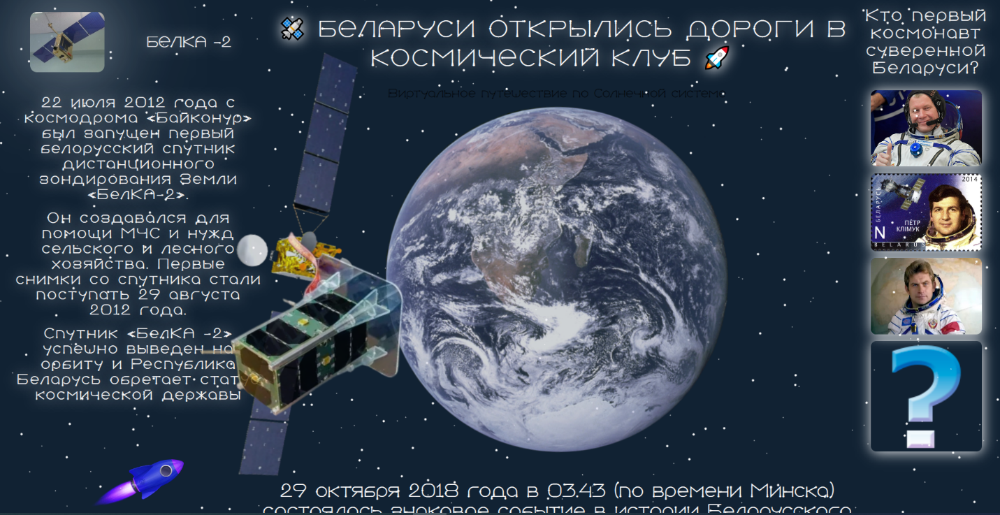 БЕЛКА -2
22 июля 2012 года с
космодрома «Байконур»
был запущен первый
белорусский спутник
дистанционного
зондирования Земли
«БелКА-2».
Он создавался для
помощи МЧС и нужд
сельского и лесного
хозяйства. Первые
снимки со спутника стали
поступать 29 августа
2012 года.
Спутник «БелКА -2»
успешно выведен на
орбиту и Республика
Беларусь обретает стат
космической державы
БЕЛАРУСИ ОТКРЫЛИСЬ ДОРОГИ В
КОСМИЧЕСКИЙ КЛУБ
Виртуальное путешествие по Солнечной системе
29 октября 2018 года в 03.43 (по времени Минска)
состоялось знаковое событие в истории Белорусского
Кто первый
космонавт
суверенной
Беларуси?
2014
БЕЛАРУСЬ
ПЁТР
КЛІМУК
N
BELARUS
?